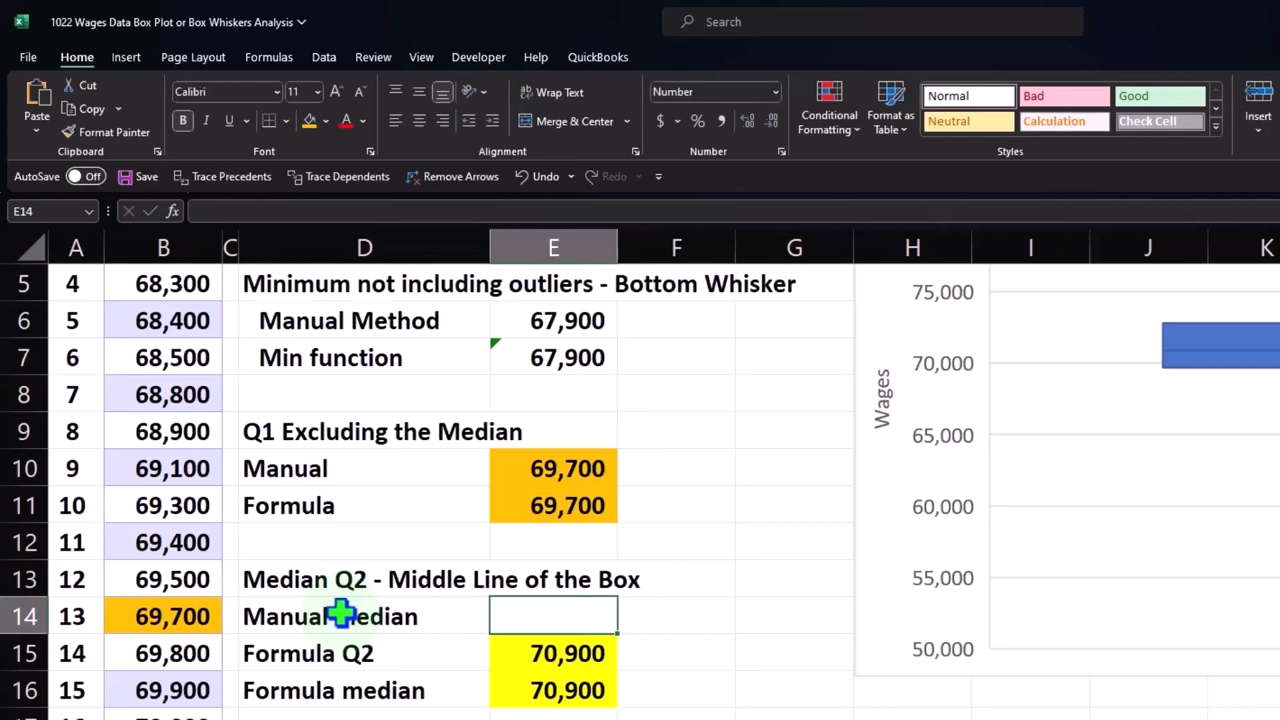 1022 Wages Data Box Plot or Box Whiskers Analysis
Search
File Home Insert Page Layout Formulas Data Review View Developer Help QuickBooks
Paste
Cut
Copy
Format Painter
Clipboard
Calibri 11
B I U
Font
Wrap Text
Merge & Center
Alignment
Number
$ %
Number
Conditional Formatting
Format as Table
Normal Bad Good
Neutral Calculation Check Cell
Styles
Insert
AutoSave Off Save Trace Precedents Trace Dependents Remove Arrows Undo Redo
E14 fx
A B C D E F G H I J K
5 4 68,300 Minimum not including outliers - Bottom Whisker
6 5 68,400 Manual Method 67,900
7 6 68,500 Min function 67,900
8 7 68,800
9 8 68,900 Q1 Excluding the Median
10 9 69,100 Manual 69,700
11 10 69,300 Formula 69,700
12 11 69,400
13 12 69,500 Median Q2 - Middle Line of the Box
14 13 69,700 Manual median
15 14 69,800 Formula Q2 70,900
16 15 69,900 Formula median 70,900
Wages
75,000
70,000
65,000
60,000
55,000
50,000